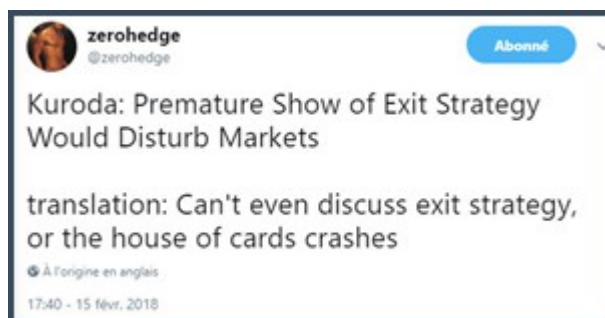 zerohedge
@zerohedge
Abonné
Kuroda: Premature Show of Exit Strategy
Would Disturb Markets
translation: Can't even discuss exit strategy,
or the house of cards crashes
À l'origine en anglais
17:40 - 15 févr. 2018